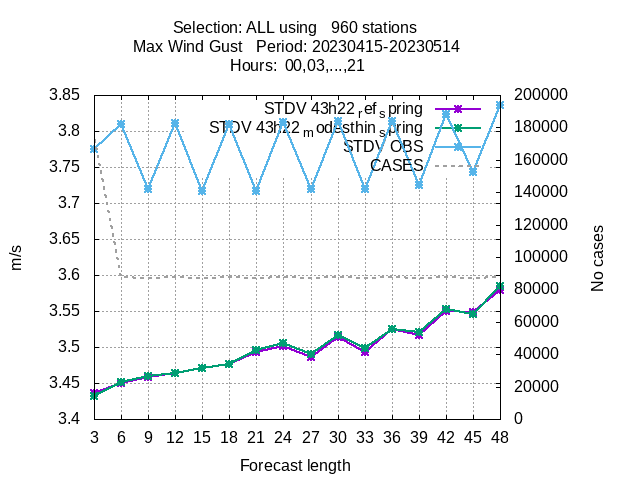 Selection: ALL using   960 stations
Max Wind Gust   Period: 20230415-20230514
Hours:  00,03,...,21
STDV 43h22_ref_spring
STDV 43h22_modesthin_spring
STDV OBS
CASES
3.85
3.8
3.75
3.7
3.65
3.6
3.55
3.5
3.45
3.4
m/s
200000
180000
160000
140000
120000
100000
80000
60000
40000
20000
0
No cases
3 6 9 12 15 18 21 24 27 30 33 36 39 42 45 48
Forecast length